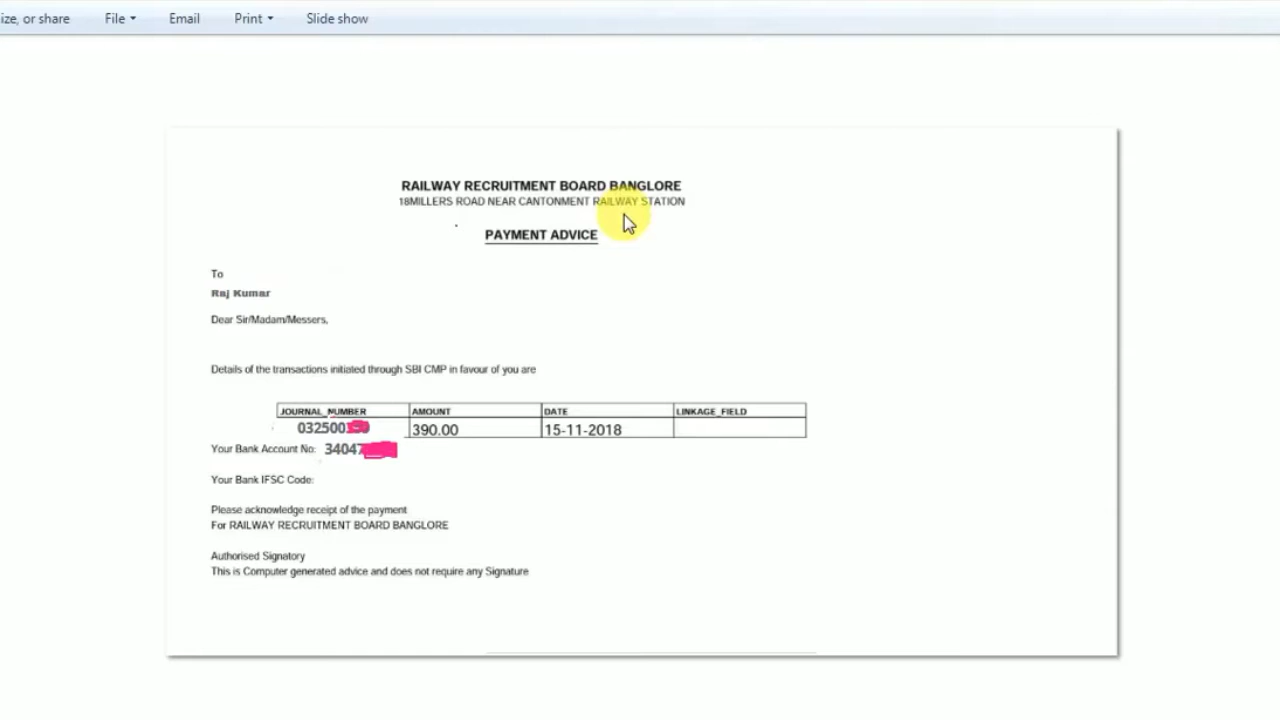 ize, or share File Email Print Slide show
RAILWAY RECRUITMENT BOARD BANGLORE
18MILLERS ROAD NEAR CANTONMENT RAILWAY STATION
PAYMENT ADVICE
To
Raj Kumar
Dear Sir/Madam/Messers,
Details of the transactions initiated through SBI CMP in favour of you are
JOURNAL_NUMBER AMOUNT DATE LINKAGE_FIELD
032500 390.00 15-11-2018
Your Bank Account No: 34047
Your Bank IFSC Code:
Please acknowledge receipt of the payment
For RAILWAY RECRUITMENT BOARD BANGLORE
Authorised Signatory
This is Computer generated advice and does not require any Signature